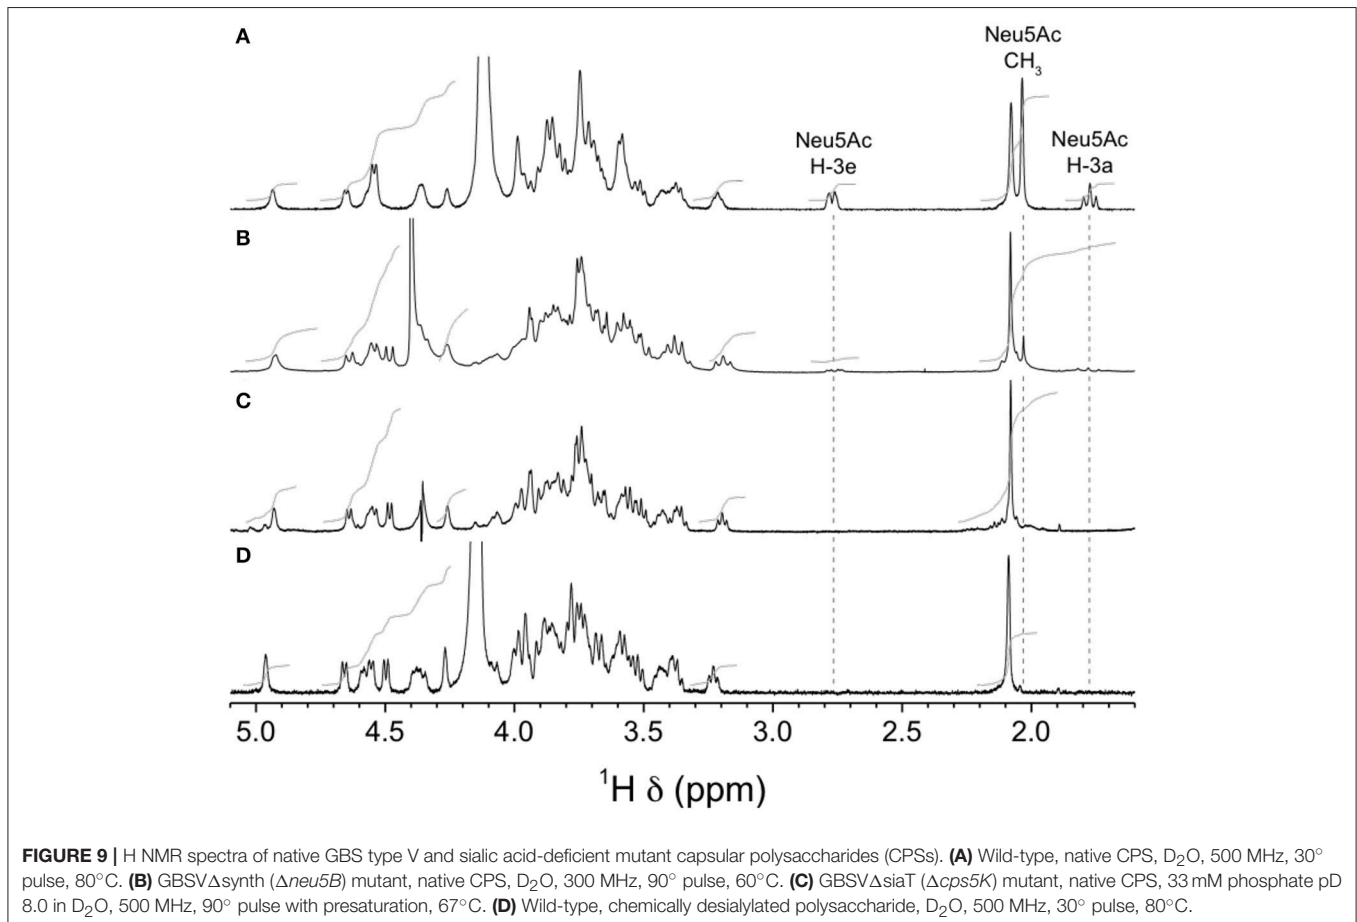 A
Neu5Ac
CH3
Neu5Ac
H-3e
Neu5Ac
H-3a
B
C
D
5.0 4.5 4.0 3.5 3.0 2.5 2.0
¹H δ (ppm)
FIGURE 9 | H NMR spectra of native GBS type V and sialic acid-deficient mutant capsular polysaccharides (CPSs). (A) Wild-type, native CPS, D₂O, 500 MHz, 30°
pulse, 80°C. (B) GBSVΔsynth (Δneu5B) mutant, native CPS, D₂O, 300 MHz, 90° pulse, 60°C. (C) GBSVΔsiaT (Δcps5K) mutant, native CPS, 33 mM phosphate pD
8.0 in D₂O, 500 MHz, 90° pulse with presaturation, 67°C. (D) Wild-type, chemically desialylated polysaccharide, D₂O, 500 MHz, 30° pulse, 80°C.